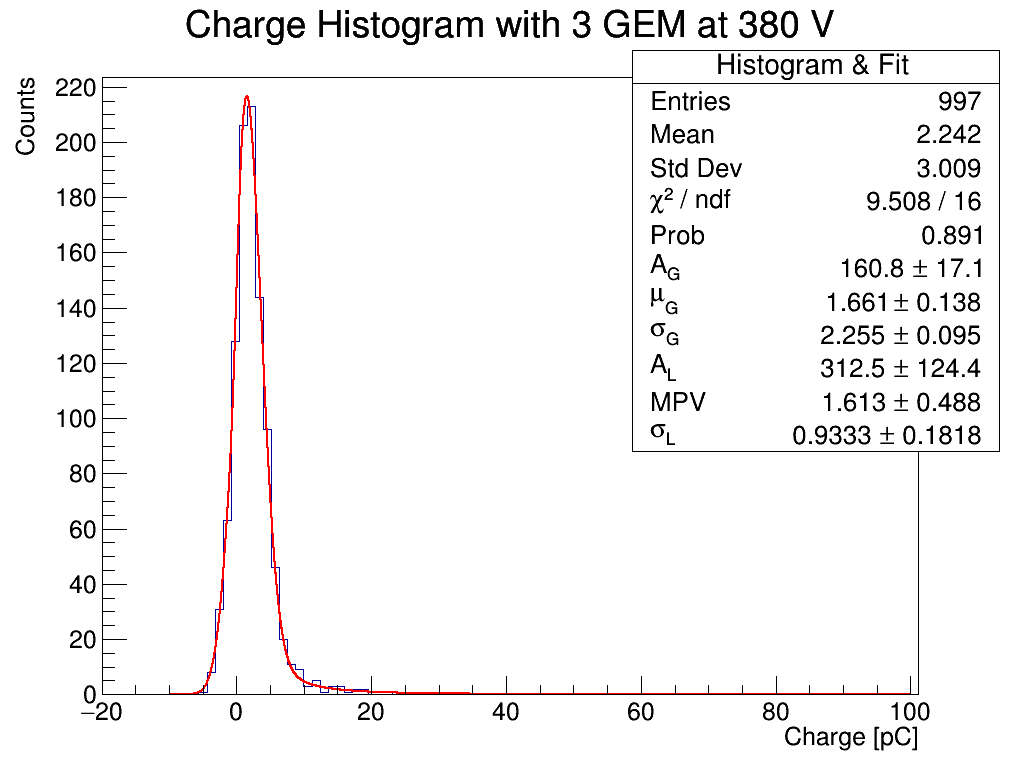 Charge Histogram with 3 GEM at 380 V
Histogram & Fit
Entries 997
Mean 2.242
Std Dev 3.009
χ² / ndf 9.508 / 16
Prob 0.891
A_G 160.8 ± 17.1
μ_G 1.661 ± 0.138
σ_G 2.255 ± 0.095
A_L 312.5 ± 124.4
MPV 1.613 ± 0.488
σ_L 0.9333 ± 0.1818
Counts
220
200
180
160
140
120
100
80
60
40
20
0
−20 0 20 40 60 80 100
Charge [pC]